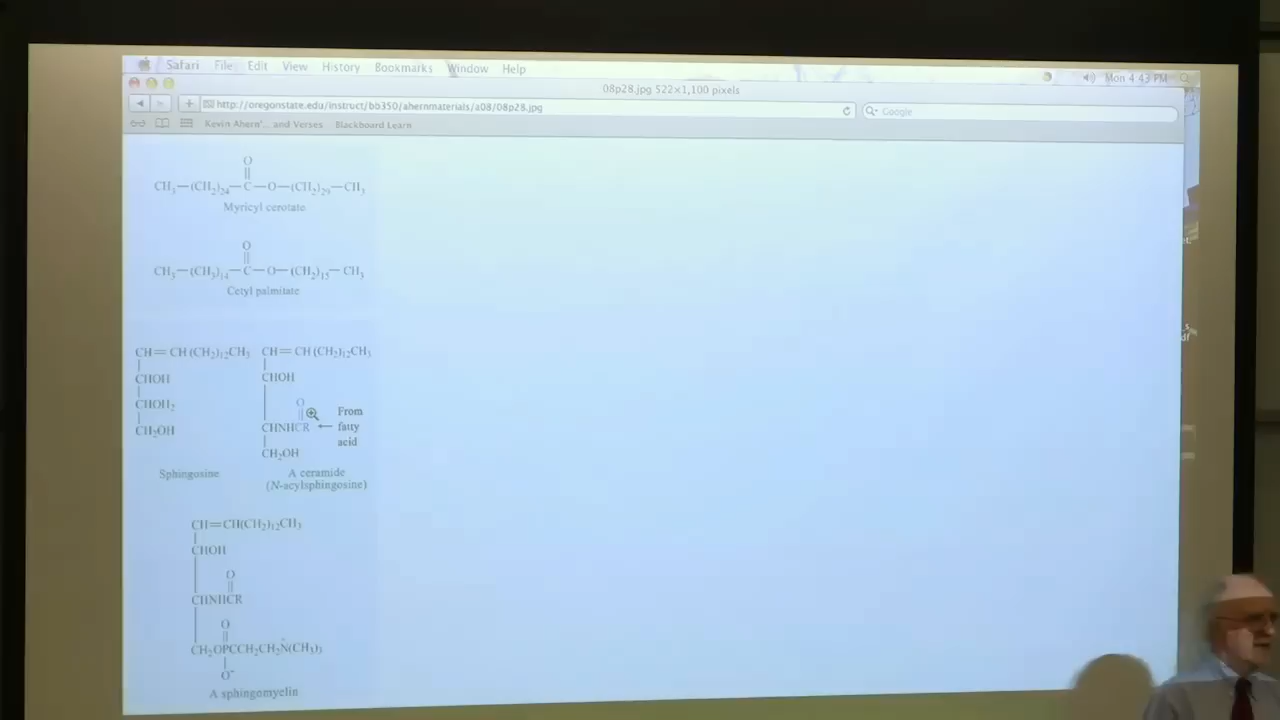 Safari File Edit View History Bookmarks Window Help Mon 4:43 PM
08p28.jpg 522×1,100 pixels
http://oregonstate.edu/instruct/bb350/ahernmaterials/a08/08p28.jpg Google
Kevin Ahern'... and Verses Blackboard Learn
O
CH₃—(CH₂)₂₄—C—O—(CH₂)₂₉—CH₃
Myricyl cerotate
O
CH₃—(CH₂)₁₄—C—O—(CH₂)₁₅—CH₃
Cetyl palmitate
CH=CH(CH₂)₁₂CH₃ CH=CH(CH₂)₁₂CH₃
CHOH CHOH
CHOH₂ O From
CH₂OH CHNHCR ← fatty
acid
CH₂OH
Sphingosine A ceramide
(N-acylsphingosine)
CH=CH(CH₂)₁₂CH₃
CHOH
O
CHNHCR
O
CH₂OPCCH₂CH₂N(CH₃)₃
O⁻
A sphingomyelin